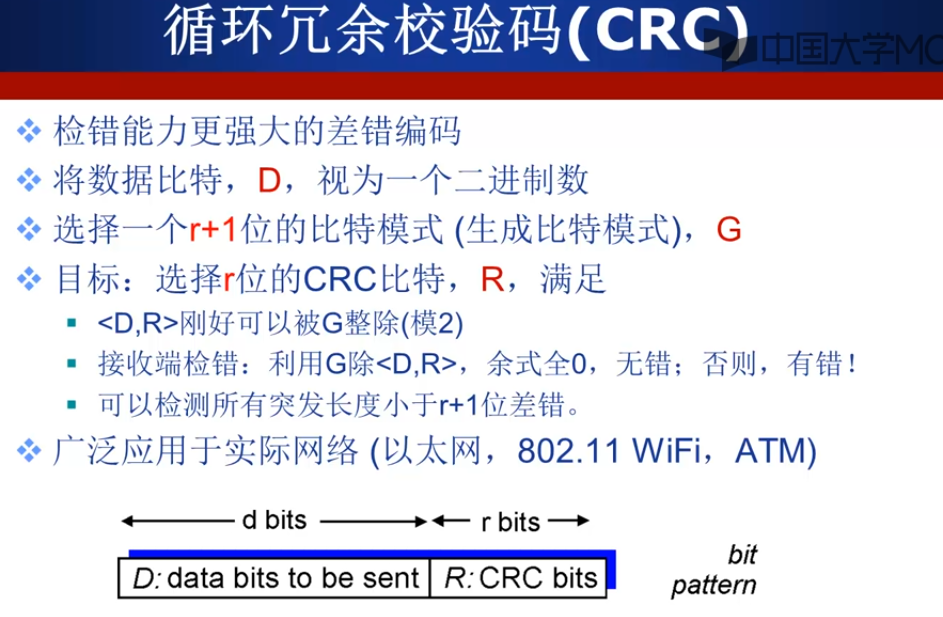 循环冗余校验码(CRC)
中国大学MO
检错能力更强大的差错编码
将数据比特，D，视为一个二进制数
选择一个r+1位的比特模式 (生成比特模式)，G
目标：选择r位的CRC比特，R，满足
<D,R>刚好可以被G整除(模2)
接收端检错：利用G除<D,R>，余式全0，无错；否则，有错！
可以检测所有突发长度小于r+1位差错。
广泛应用于实际网络 (以太网，802.11 WiFi，ATM)
d bits r bits
D: data bits to be sent R: CRC bits
bit
pattern